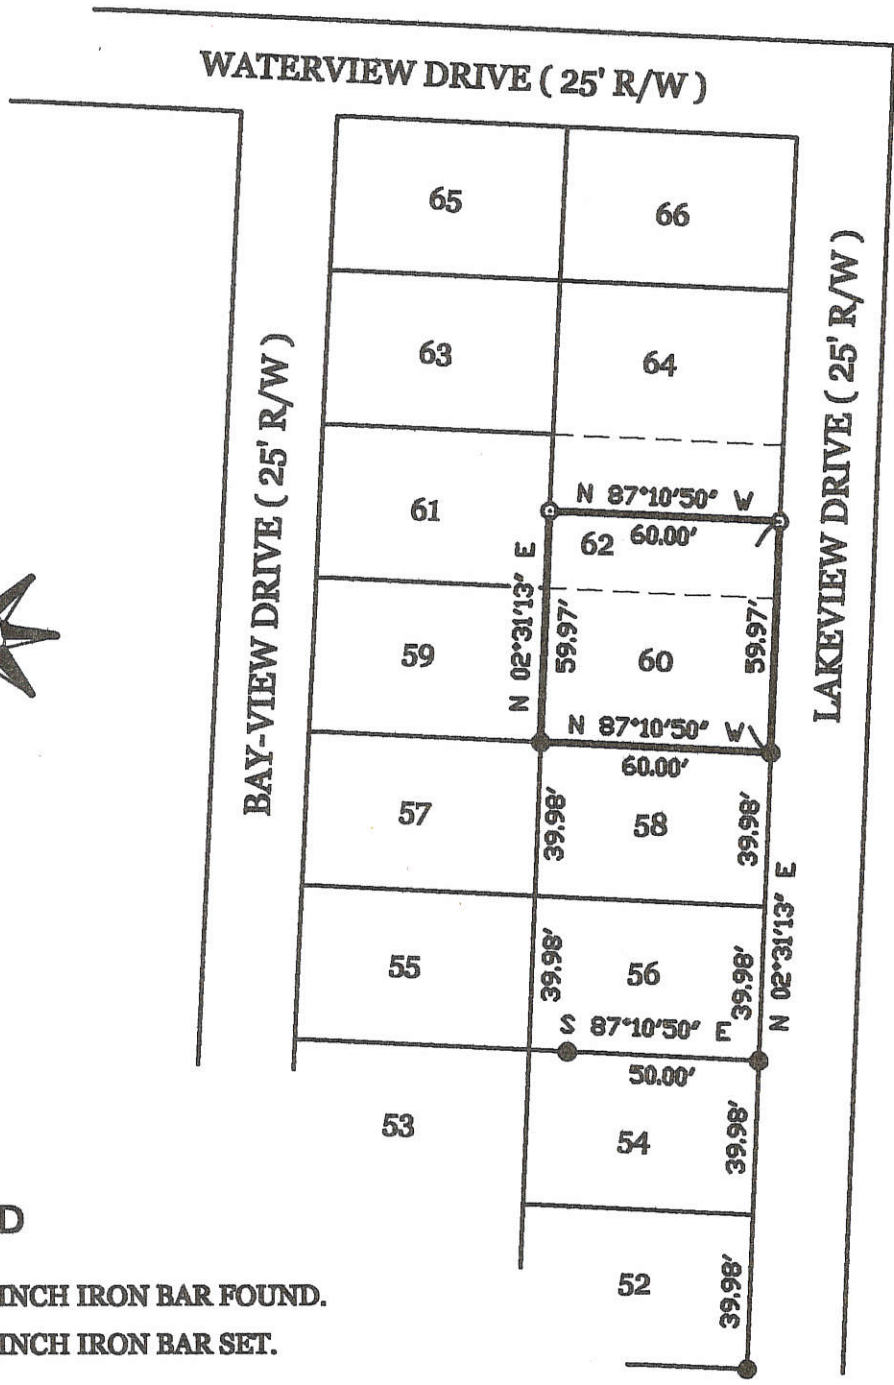 WATERVIEW DRIVE ( 25' R/W )
65
66
63
64
BAY-VIEW DRIVE ( 25' R/W )
LAKEVIEW DRIVE ( 25' R/W )
61
N 87°10'50" W
62 60.00'
N 02°31'13" E
59.97'
59.97'
59
60
N 87°10'50" W
60.00'
57
39.98'
58
39.98'
N 02°31'13" E
55
39.98'
56
39.98'
S 87°10'50" E
50.00'
53
54
39.98'
52
39.98'
D
INCH IRON BAR FOUND.
INCH IRON BAR SET.